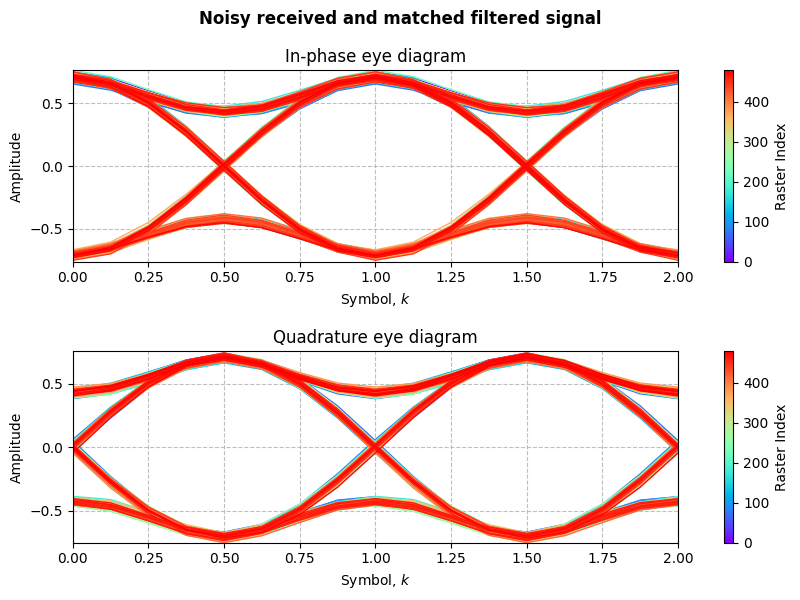 Noisy received and matched filtered signal
In-phase eye diagram
Amplitude
0.5
0.0
−0.5
0.00 0.25 0.50 0.75 1.00 1.25 1.50 1.75 2.00
Symbol, k
400
300
200
100
0
Raster Index
Quadrature eye diagram
Amplitude
0.5
0.0
−0.5
0.00 0.25 0.50 0.75 1.00 1.25 1.50 1.75 2.00
Symbol, k
400
300
200
100
0
Raster Index